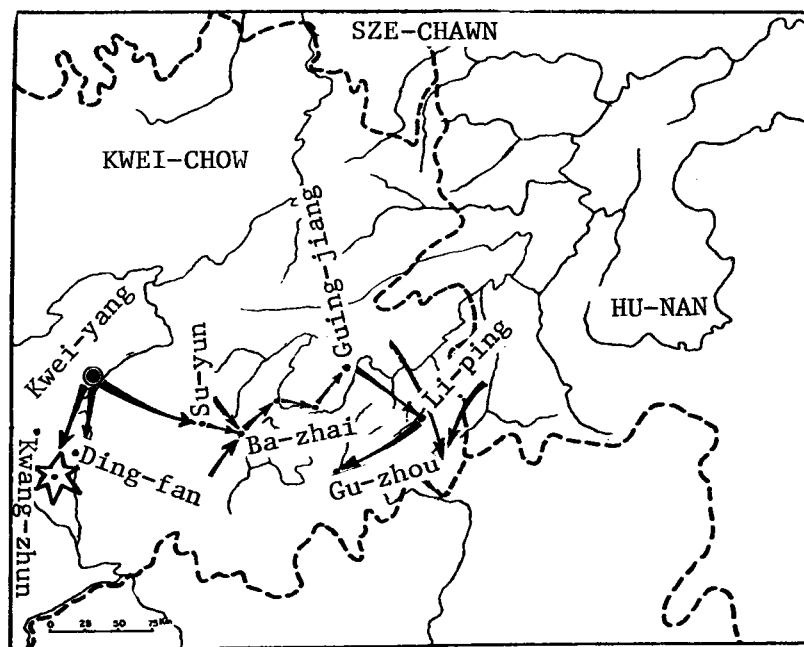 SZE-CHAWN
KWEI-CHOW
HU-NAN
Guing-jiang
Kwei-yang
Su-yun
Li-ping
Ba-zhai
Ding-fan
Gu-zhou
Kwang-zhun
0 25 50 75 Km